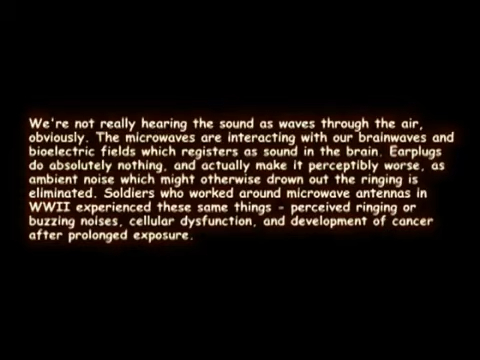 We're not really hearing the sound as waves through the air,
obviously. The microwaves are interacting with our brainwaves and
bioelectric fields which registers as sound in the brain. Earplugs
do absolutely nothing, and actually make it perceptibly worse, as
ambient noise which might otherwise drown out the ringing is
eliminated. Soldiers who worked around microwave antennas in
WWII experienced these same things - perceived ringing or
buzzing noises, cellular dysfunction, and development of cancer
after prolonged exposure.